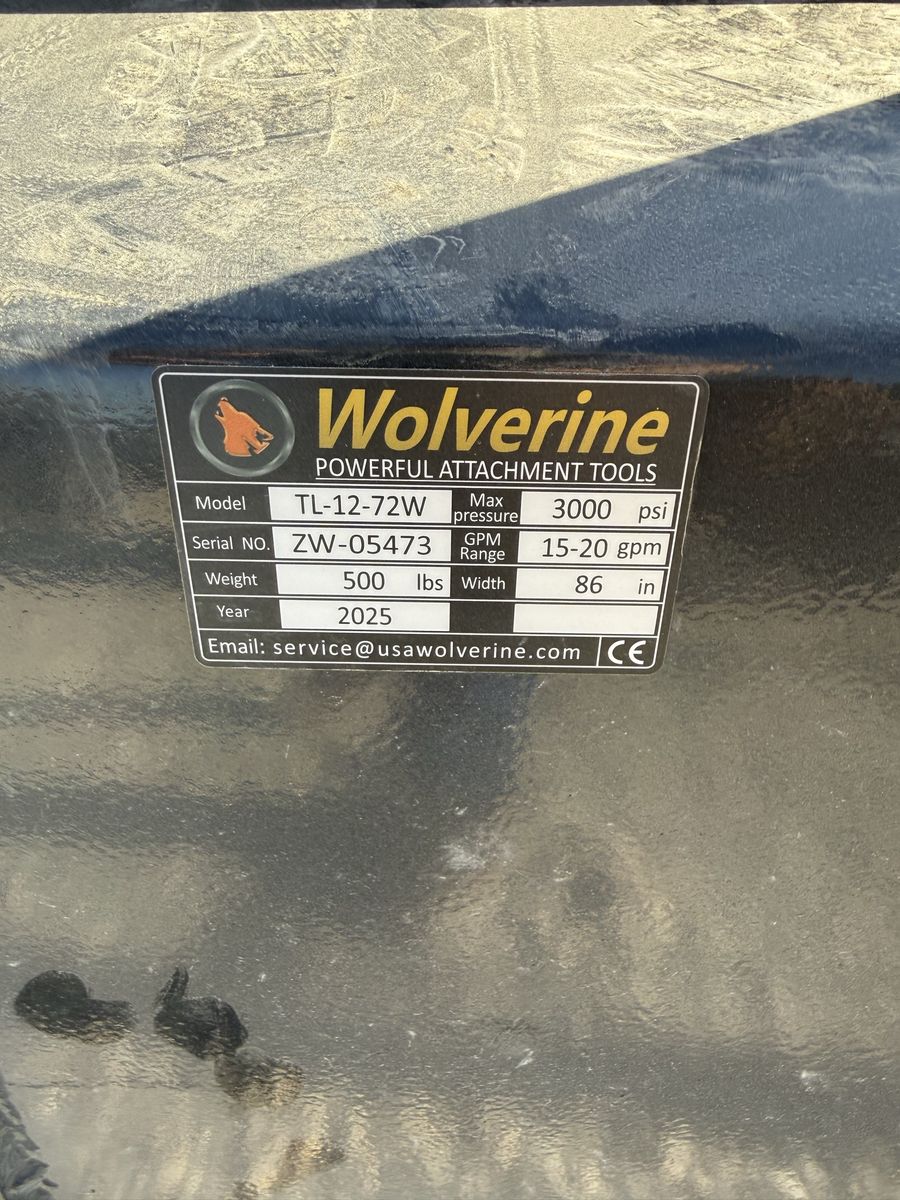 Wolverine
POWERFUL ATTACHMENT TOOLS
Model TL-12-72W Max pressure 3000 psi
Serial NO. ZW-05473 GPM Range 15-20 gpm
Weight 500 lbs Width 86 in
Year 2025
Email: service@usawolverine.com CE